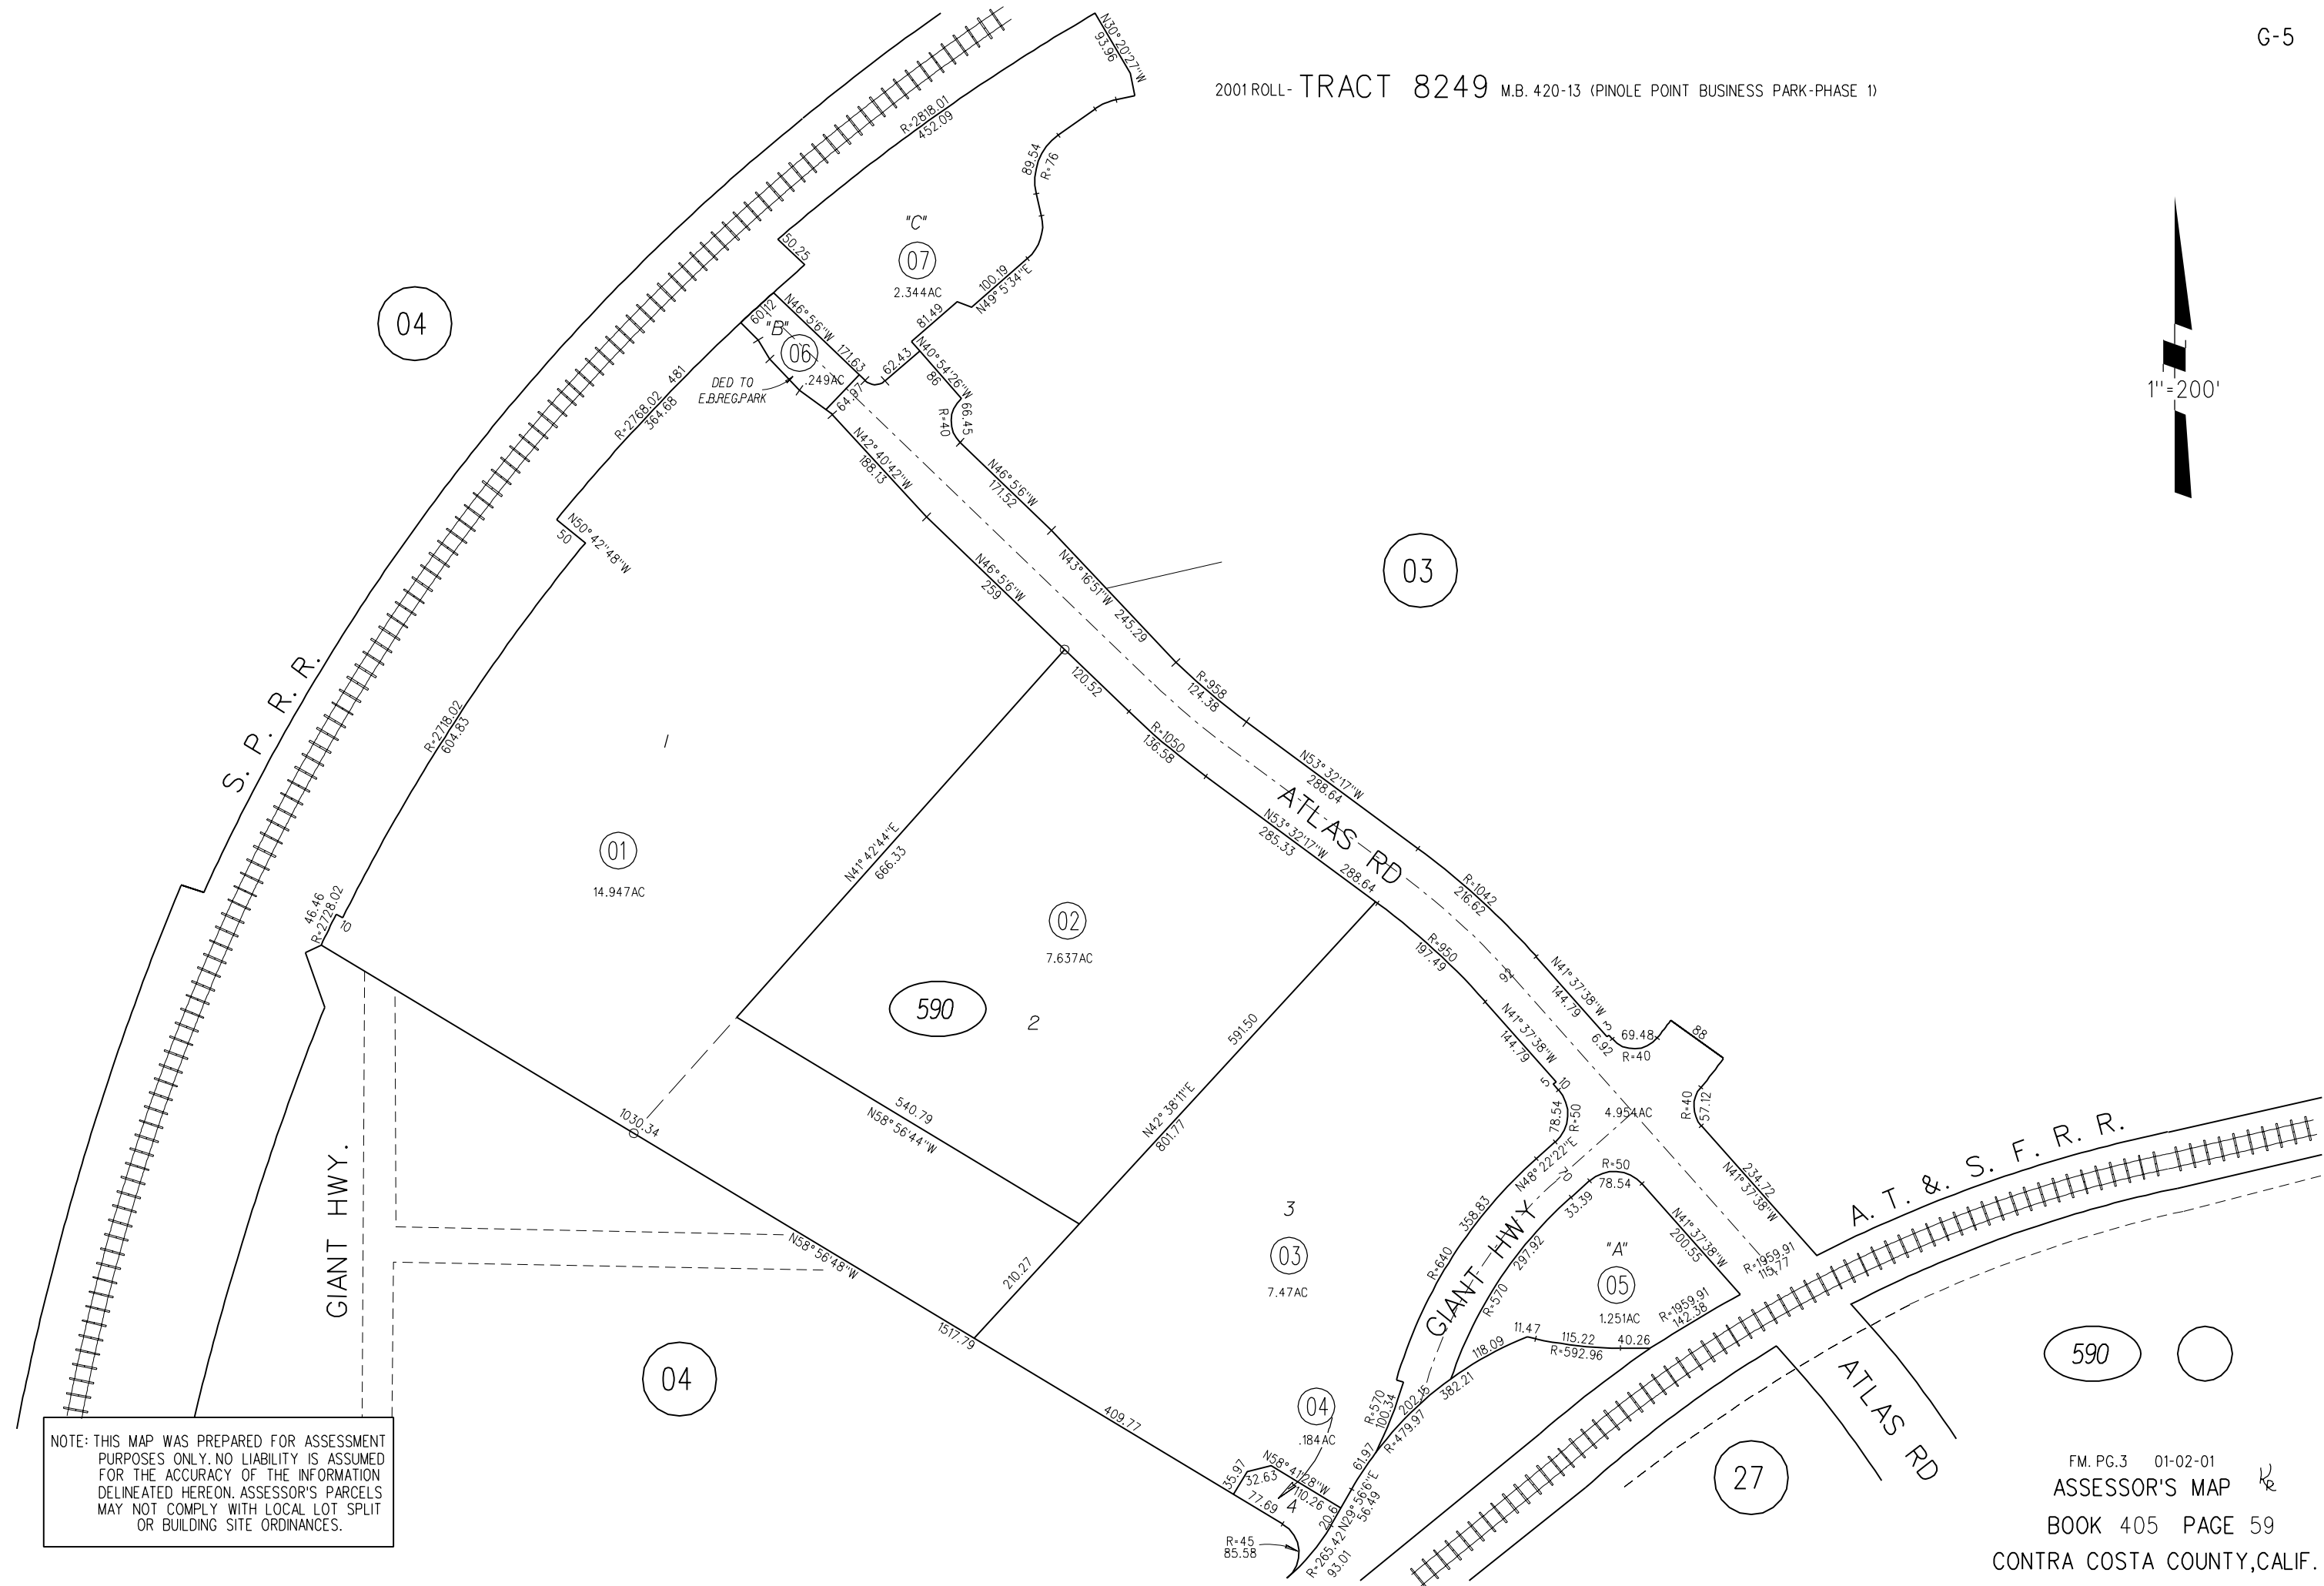 G-5
2001 ROLL- TRACT 8249 M.B. 420-13 (PINOLE POINT BUSINESS PARK-PHASE 1)
N30°20'27"W
93.96
R=2818.01
452.09
89.54
R=76
"C"
07
2.344AC
50.25
100.19
N49°5'34"E
81.49
60.12
"B"
06
.249AC
N46°5'6"W 171.63
62.43
64.97
N40°54'26"W
86
66.45
R=40
DED TO
E.B.REG.PARK
04
481
R=2768.02
364.68
1"=200'
N42°40'42"W
188.13
N46°5'6"W
171.52
N50°42'48"W
50
N46°5'6"W
259
N43°16'51"W 245.29
03
S. P. R. R.
R=2718.02
604.83
1
120.52
R=1050
136.58
R=958
124.38
N53°32'17"W
288.64
ATLAS RD
N53°32'17"W 288.64
285.33
01
14.947AC
N41°42'44"E
666.33
46.46
R=2728.02
10
02
7.637AC
590
2
R=1042
216.62
R=950
197.49
92
N41°37'38"W
144.79
3
6.92
69.48
R=40
88
N41°37'38"W
144.79
5
10
78.54
R=50
4.954AC
R=40
57.12
591.50
N42°38'11"E
801.77
540.79
N58°56'44"W
1030.34
GIANT HWY.
N48°22'22"E
70
R=50
78.54
33.39
234.72
N41°37'38"W
A. T. & S. F. R. R.
358.83
R=640
GIANT HWY
297.92
R=570
N41°37'38"W
200.55
"A"
05
1.251AC
R=1959.91
115.77
R=1959.91
142.38
3
03
7.47AC
N58°56'48"W
210.27
1517.79
04
11.47
115.22
40.26
R=592.96
118.09
382.21
202.15
R=479.97
R=570
100.34
04
.184AC
409.77
61.97
N58°41'28"W
110.26
35.97
32.63
77.69
4
20.6
N29°56'6"E
56.49
R=265.42
93.01
R=45
85.58
590
ATLAS RD
27
NOTE: THIS MAP WAS PREPARED FOR ASSESSMENT
PURPOSES ONLY. NO LIABILITY IS ASSUMED
FOR THE ACCURACY OF THE INFORMATION
DELINEATED HEREON. ASSESSOR'S PARCELS
MAY NOT COMPLY WITH LOCAL LOT SPLIT
OR BUILDING SITE ORDINANCES.
FM. PG.3 01-02-01
ASSESSOR'S MAP
BOOK 405 PAGE 59
CONTRA COSTA COUNTY,CALIF.